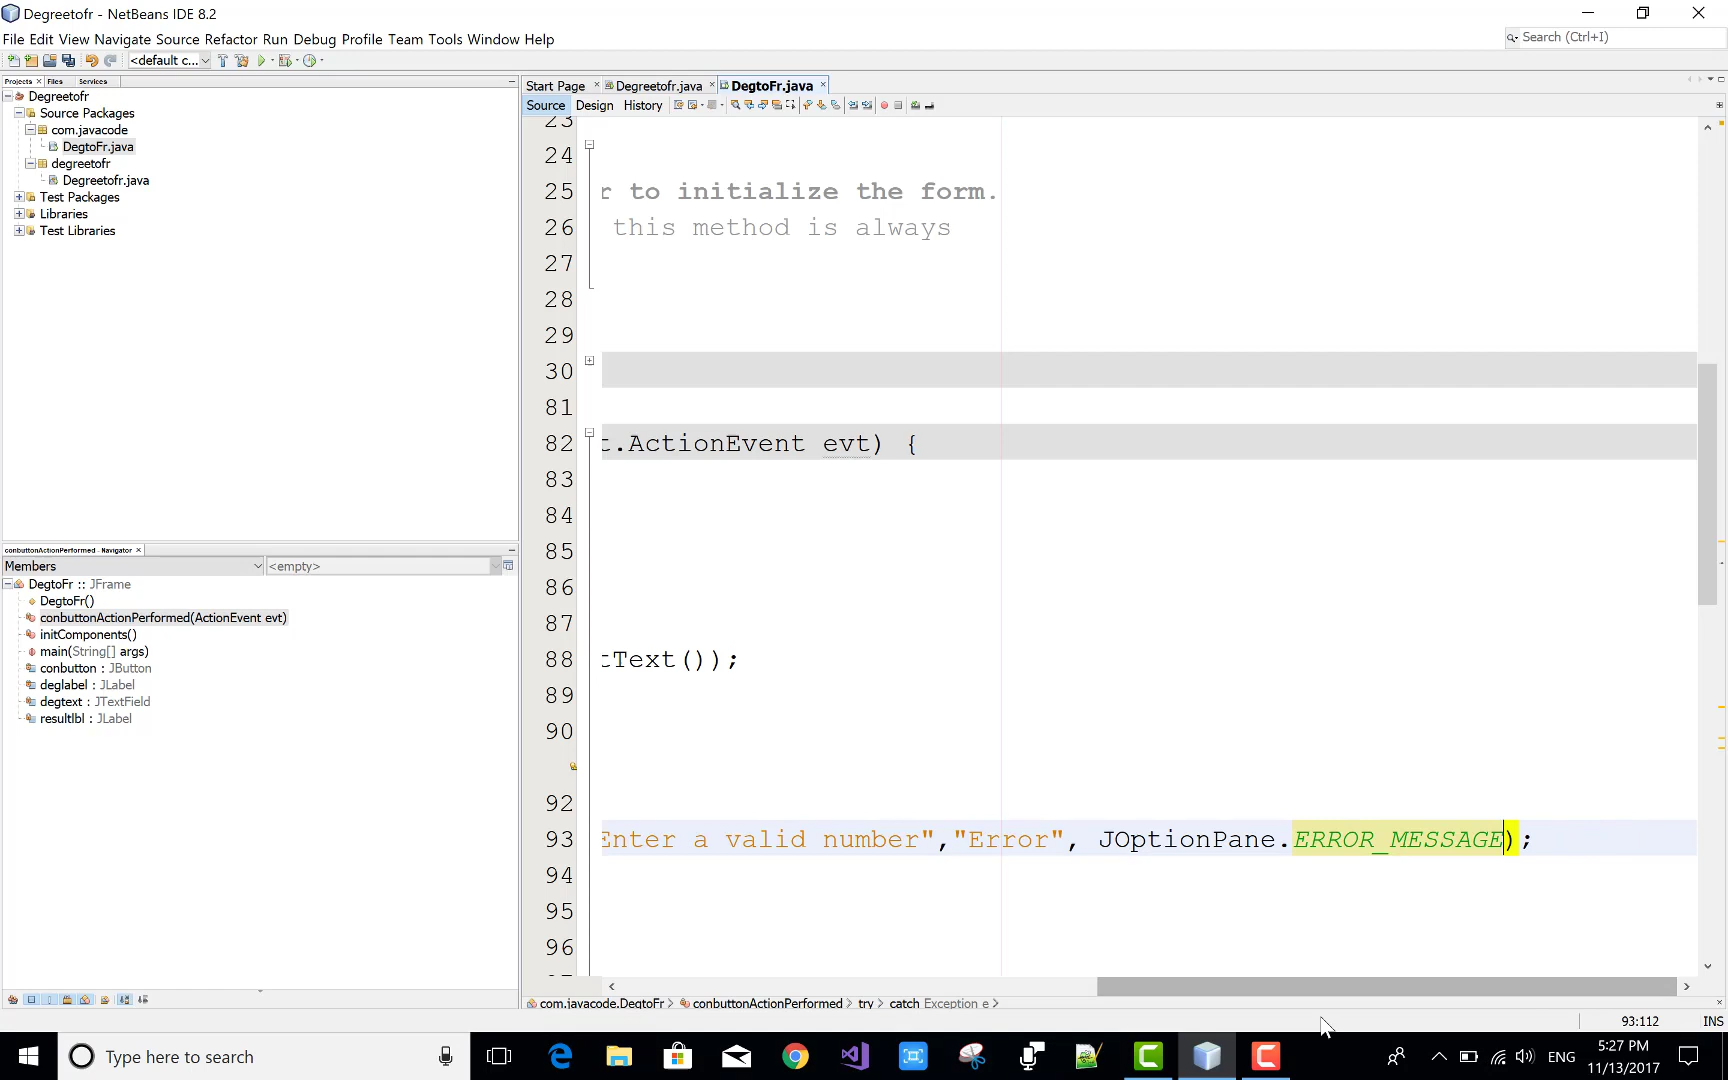 Degreetofr - NetBeans IDE 8.2
File Edit View Navigate Source Refactor Run Debug Profile Team Tools Window Help
Search (Ctrl+I)
<default c...
Projects Files Services
Start Page Degreetofr.java DegtoFr.java
Source Design History
Degreetofr
Source Packages
com.javacode
DegtoFr.java
degreetofr
Degreetofr.java
Test Packages
Libraries
Test Libraries
23
24
25 r to initialize the form.
26 this method is always
27
28
29
30
81
82 t.ActionEvent evt) {
83
84
85
86
87
88 tText());
89
90
92
93 Enter a valid number","Error", JOptionPane.ERROR_MESSAGE);
94
95
96
conbuttonActionPerformed - Navigator
Members <empty>
DegtoFr :: JFrame
DegtoFr()
conbuttonActionPerformed(ActionEvent evt)
initComponents()
main(String[] args)
conbutton : JButton
deglabel : JLabel
degtext : JTextField
resultlbl : JLabel
com.javacode.DegtoFr conbuttonActionPerformed try catch Exception e
93:112 INS
Type here to search
ENG
5:27 PM
11/13/2017